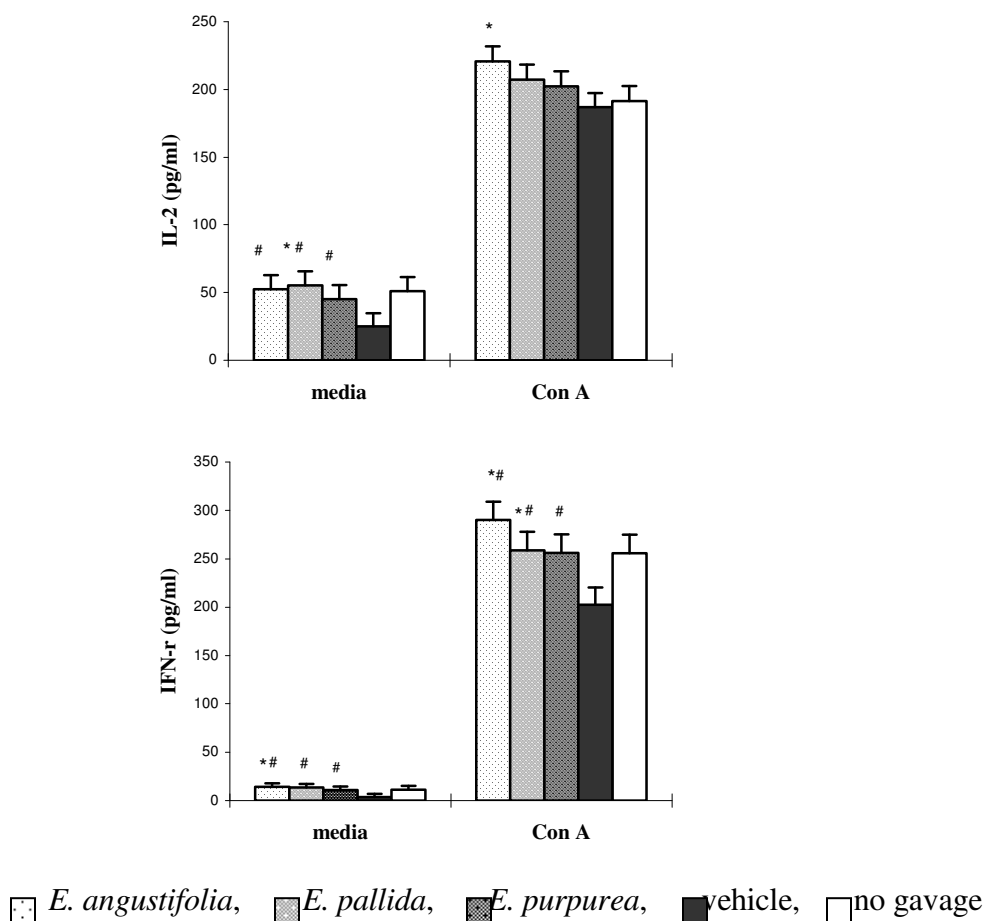 250
*
200
150
100
50
0
IL-2 (pg/ml)
# * # #
media
Con A
350
*#
300
*# #
250
200
150
100
50
0
IFN-r (pg/ml)
*# # #
media
Con A
E. angustifolia, E. pallida, E. purpurea, vehicle, no gavage